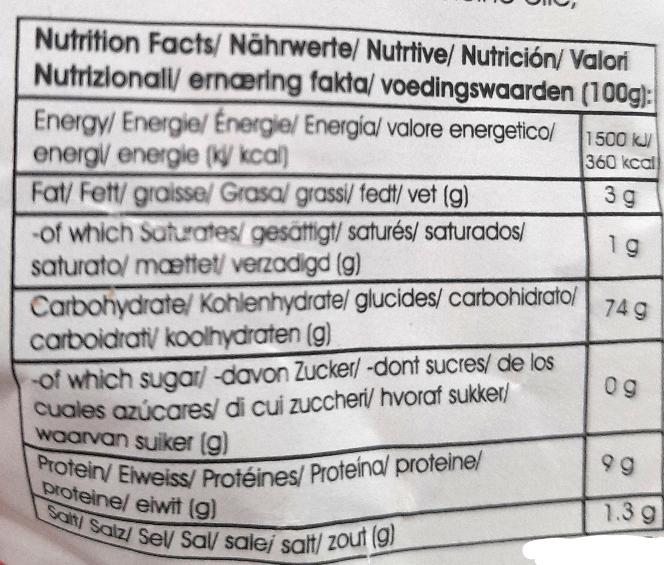 Nutrition Facts/ Nährwerte/ Nutrtive/ Nutrición/ Valori
Nutrizionali/ ernæring fakta/ voedingswaarden (100g):
Energy/ Energie/ Énergie/ Energía/ valore energetico/
energi/ energie (kj/ kcal)
1500 kJ/
360 kcal
Fat/ Fett/ graisse/ Grasa/ grassi/ fedt/ vet (g)
3 g
-of which Saturates/ gesättigt/ saturés/ saturados/
saturato/ mættet/ verzadigd (g)
1 g
Carbohydrate/ Kohlenhydrate/ glucides/ carbohidrato/
carboidrati/ koolhydraten (g)
74 g
-of which sugar/ -davon Zucker/ -dont sucres/ de los
cuales azúcares/ di cui zuccheri/ hvoraf sukker/
waarvan suiker (g)
0 g
Protein/ Eiweiss/ Protéines/ Proteína/ proteine/
proteine/ eiwit (g)
9 g
Salt/ Salz/ Sel/ Sal/ sale/ salt/ zout (g)
1.3 g